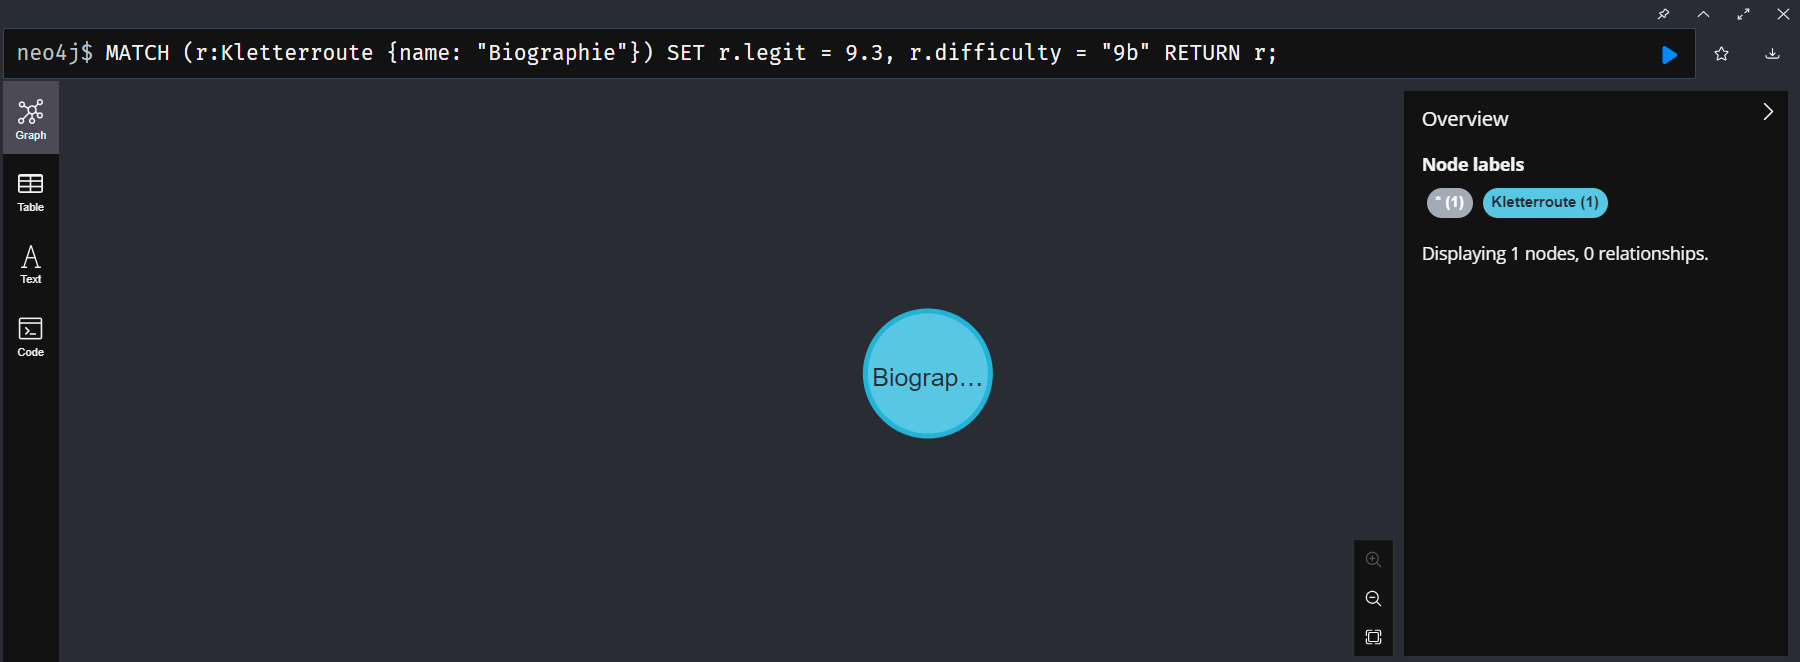 neo4j$ MATCH (r:Kletterroute {name: "Biographie"}) SET r.legit = 9.3, r.difficulty = "9b" RETURN r;
Graph
Table
Text
Code
Biograp…
Overview
Node labels
* (1) Kletterroute (1)
Displaying 1 nodes, 0 relationships.